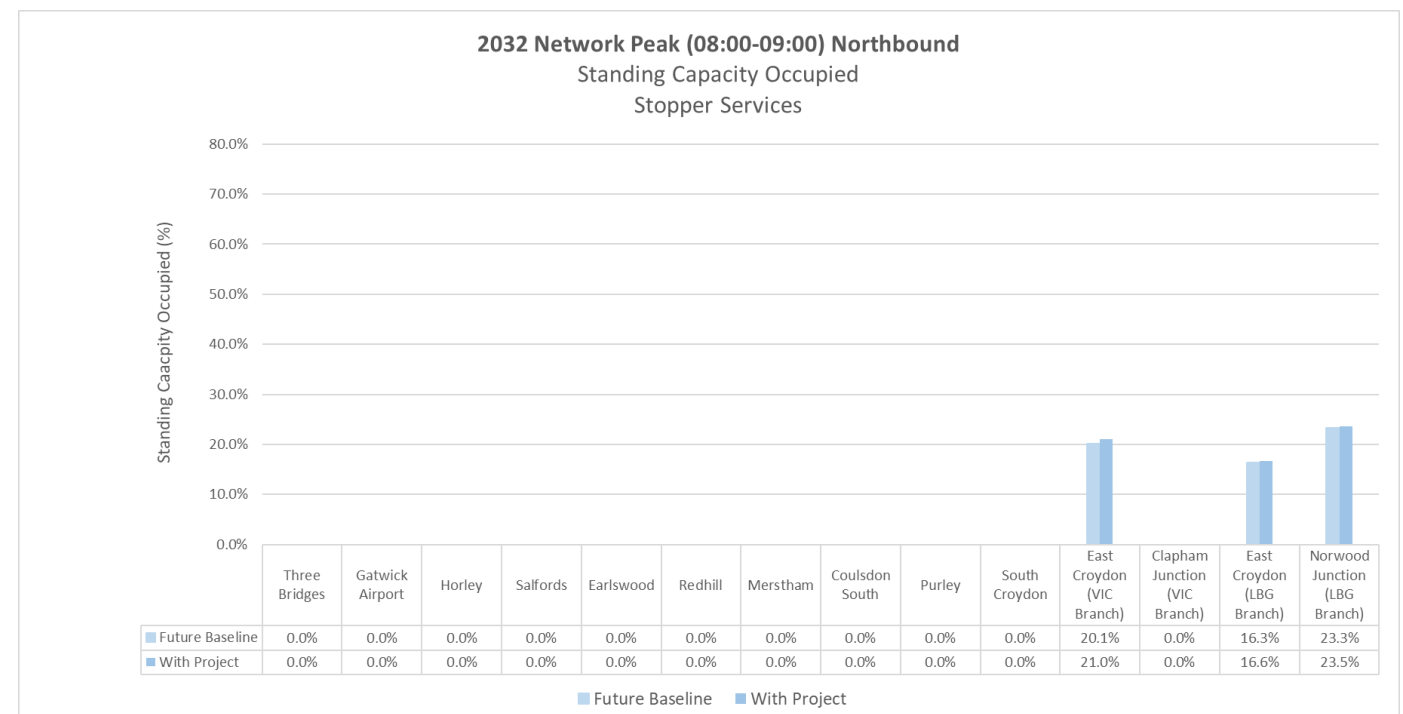 2032 Network Peak (08:00-09:00) Northbound
Standing Capacity Occupied
Stopper Services
Standing Caacpity Occupied (%)
80.0%
70.0%
60.0%
50.0%
40.0%
30.0%
20.0%
10.0%
0.0%
Three
Bridges
Gatwick
Airport
Horley
Salfords
Earlswood
Redhill
Merstham
Coulsdon
South
Purley
South
Croydon
East
Croydon
(VIC
Branch)
Clapham
Junction
(VIC
Branch)
East
Croydon
(LBG
Branch)
Norwood
Junction
(LBG
Branch)
Future Baseline 0.0% 0.0% 0.0% 0.0% 0.0% 0.0% 0.0% 0.0% 0.0% 0.0% 20.1% 0.0% 16.3% 23.3%
With Project 0.0% 0.0% 0.0% 0.0% 0.0% 0.0% 0.0% 0.0% 0.0% 0.0% 21.0% 0.0% 16.6% 23.5%
Future Baseline With Project